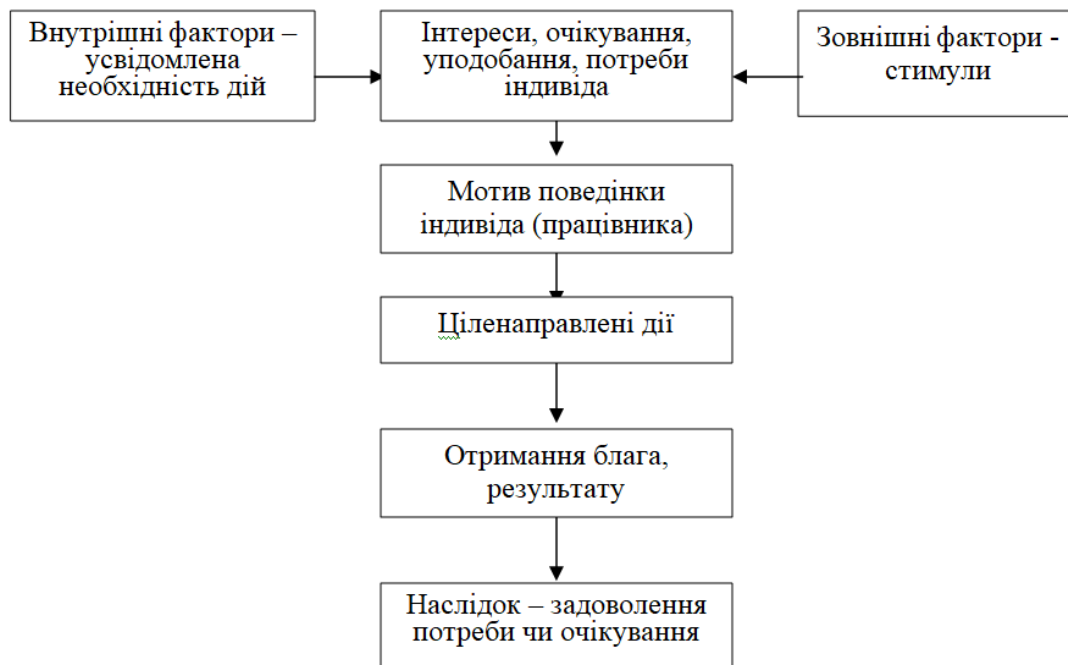 Внутрішні фактори –
усвідомлена
необхідність дій
Інтереси, очікування,
уподобання, потреби
індивіда
Зовнішні фактори -
стимули
Мотив поведінки
індивіда (працівника)
Ціленаправлені дії
Отримання блага,
результату
Наслідок – задоволення
потреби чи очікування